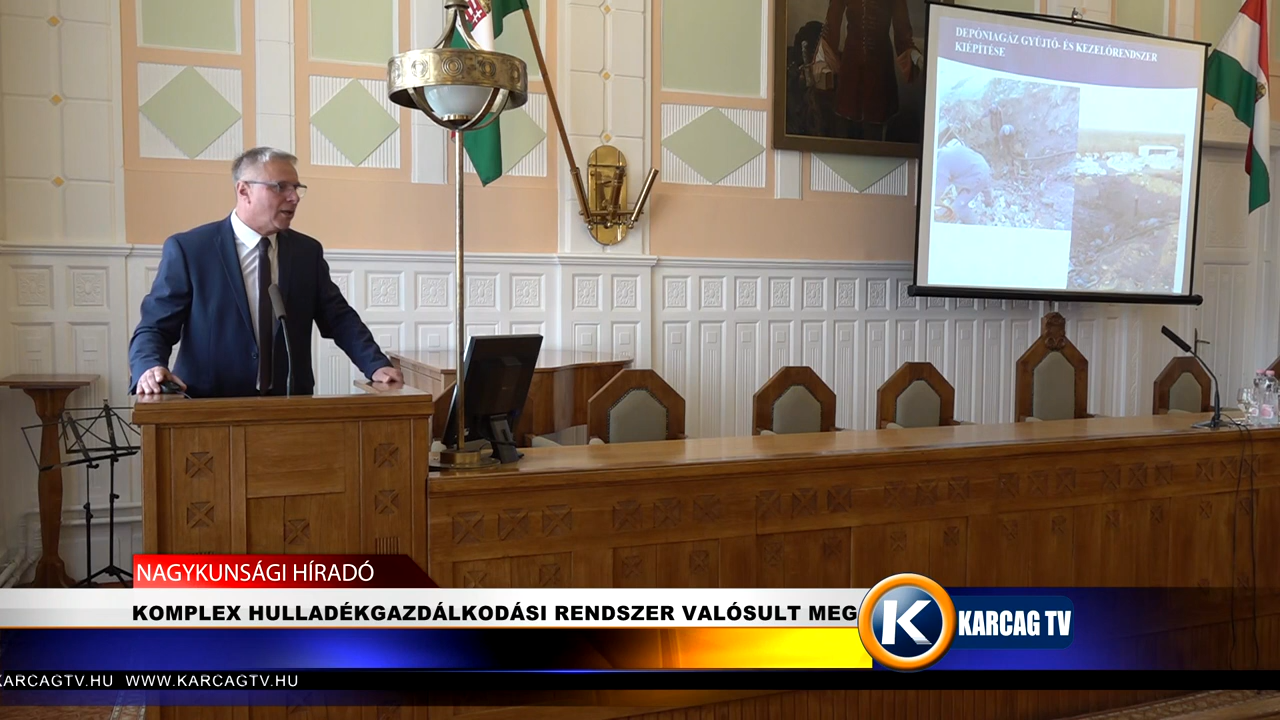 DEPÓNIAGÁZ GYŰJTŐ- ÉS KEZELŐRENDSZER
KIÉPÍTÉSE
NAGYKUNSÁGI HÍRADÓ
KOMPLEX HULLADÉKGAZDÁLKODÁSI RENDSZER VALÓSULT MEG
K KARCAG TV
KARCAGTV.HU WWW.KARCAGTV.HU